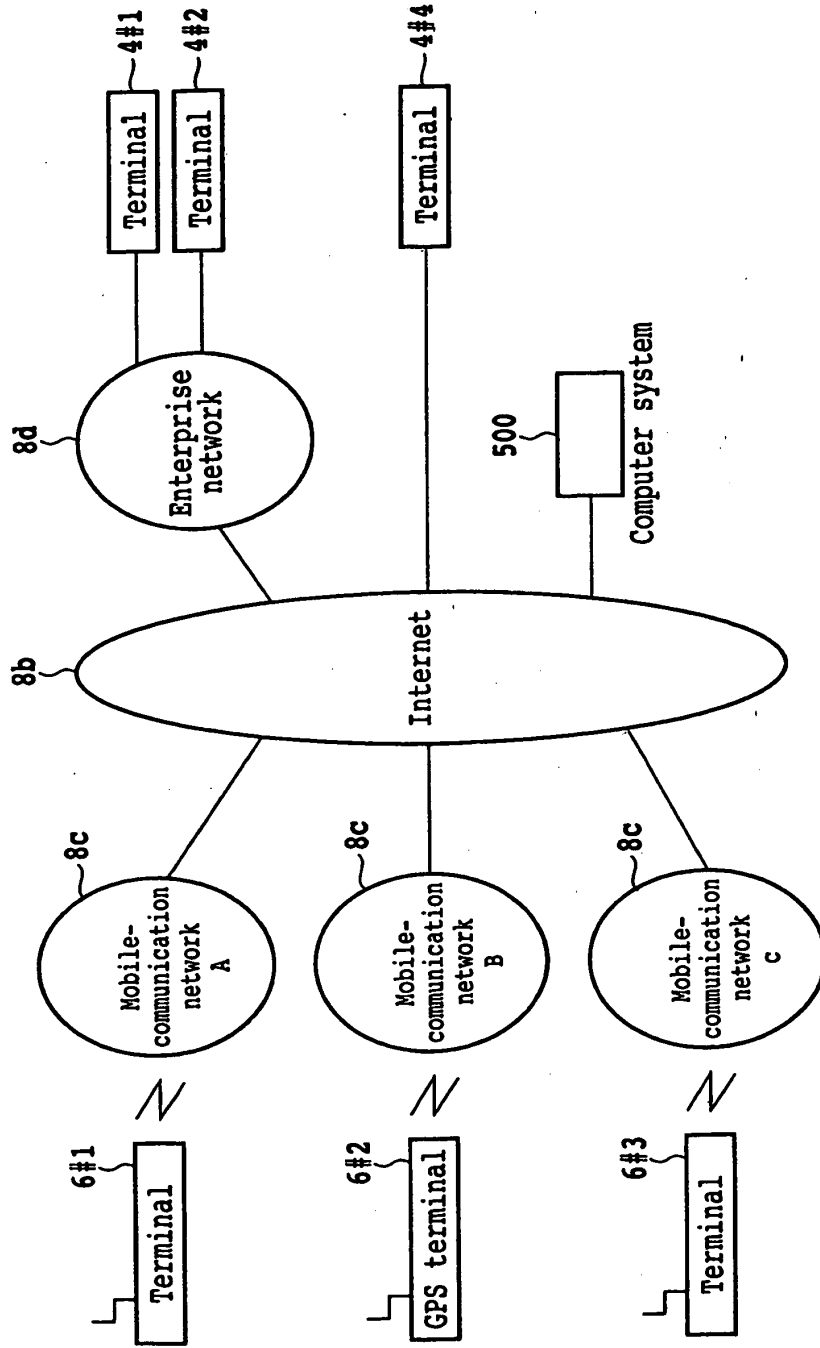 6#1
Terminal
8c
Mobile-
communication
network
A
6#2
GPS terminal
8c
Mobile-
communication
network
B
6#3
Terminal
8c
Mobile-
communication
network
C
8b
Internet
8d
Enterprise
network
Terminal
4#1
Terminal
4#2
Terminal
4#4
500
Computer system